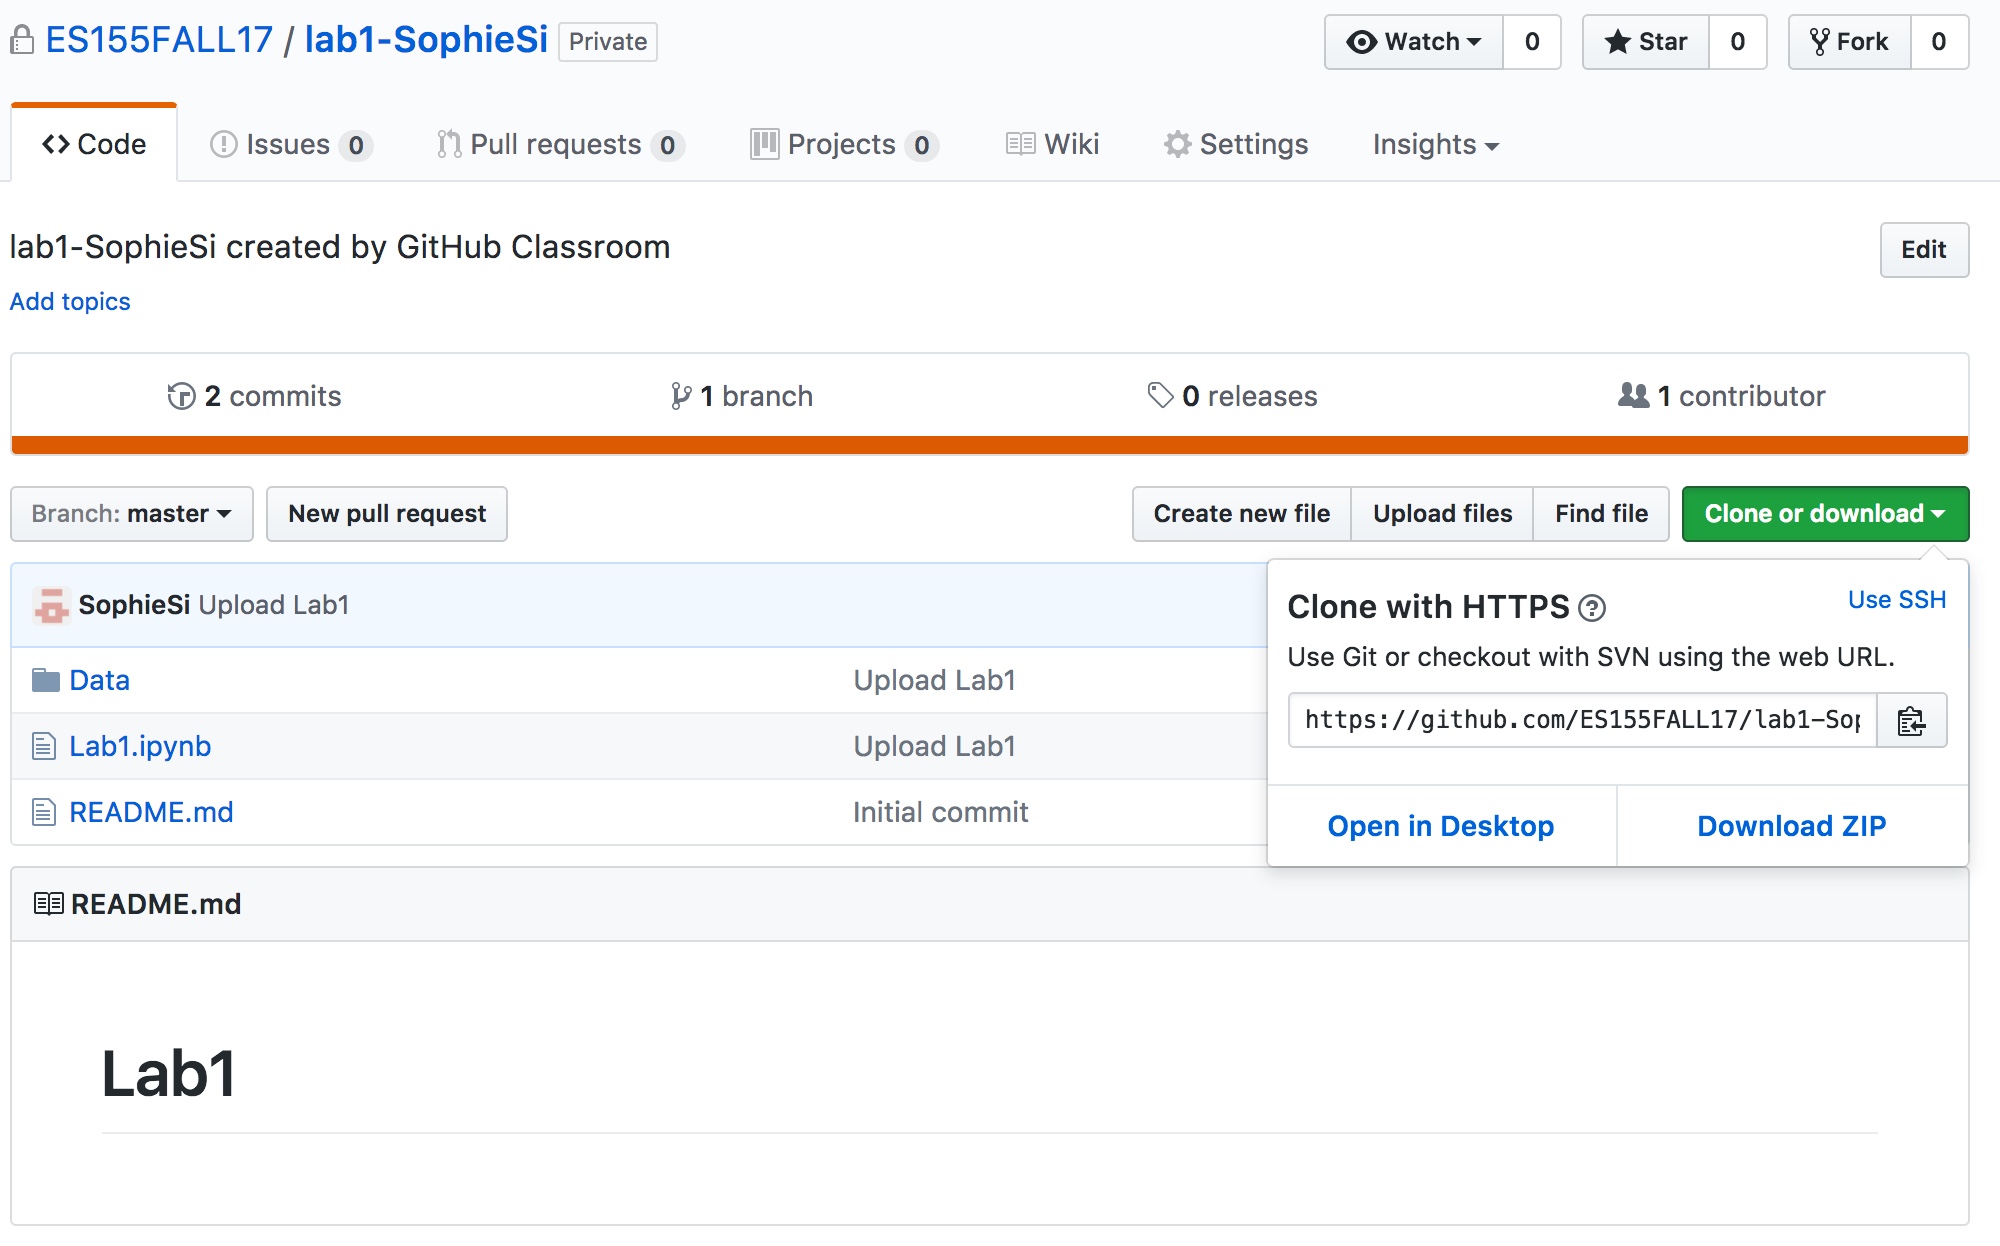 ES155FALL17 / lab1-SophieSi Private Watch 0 Star 0 Fork 0
Code Issues 0 Pull requests 0 Projects 0 Wiki Settings Insights
lab1-SophieSi created by GitHub Classroom Edit
Add topics
2 commits 1 branch 0 releases 1 contributor
Branch: master New pull request Create new file Upload files Find file Clone or download
SophieSi Upload Lab1
Data Upload Lab1
Lab1.ipynb Upload Lab1
README.md Initial commit
Clone with HTTPS ? Use SSH
Use Git or checkout with SVN using the web URL.
https://github.com/ES155FALL17/lab1-Sop
Open in Desktop Download ZIP
README.md
Lab1